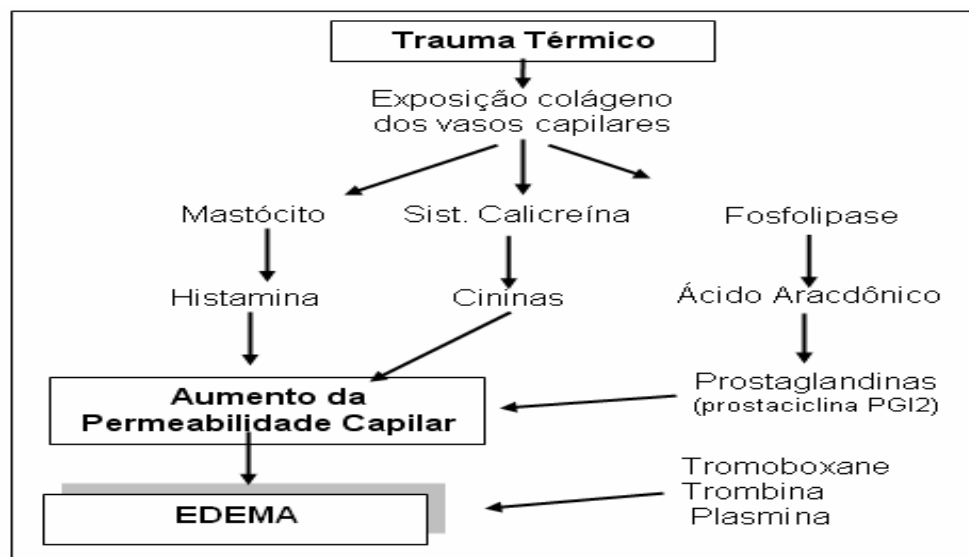 Trauma Térmico
Exposição colágeno
dos vasos capilares
Mastócito
Sist. Calicreína
Fosfolipase
Histamina
Cininas
Ácido Aracdônico
Prostaglandinas
(prostaciclina PGI2)
Aumento da
Permeabilidade Capilar
Tromoboxane
Trombina
Plasmina
EDEMA